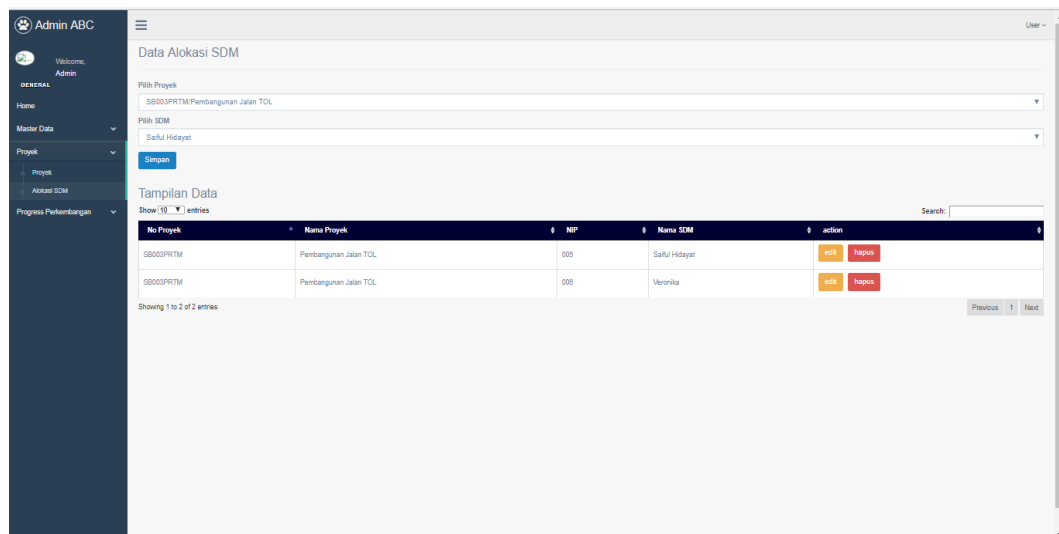 Admin ABC
User
Welcome,
Admin
GENERAL
Home
Master Data
Proyek
Proyek
Alokasi SDM
Progress Perkembangan
Data Alokasi SDM
Pilih Proyek
SB003PRTM/Pembangunan Jalan TOL
Pilih SDM
Saiful Hidayat
Simpan
Tampilan Data
Show 10 entries
Search:
No Proyek Nama Proyek NIP Nama SDM action
SB003PRTM Pembangunan Jalan TOL 005 Saiful Hidayat edit hapus
SB003PRTM Pembangunan Jalan TOL 006 Veronika edit hapus
Showing 1 to 2 of 2 entries
Previous 1 Next